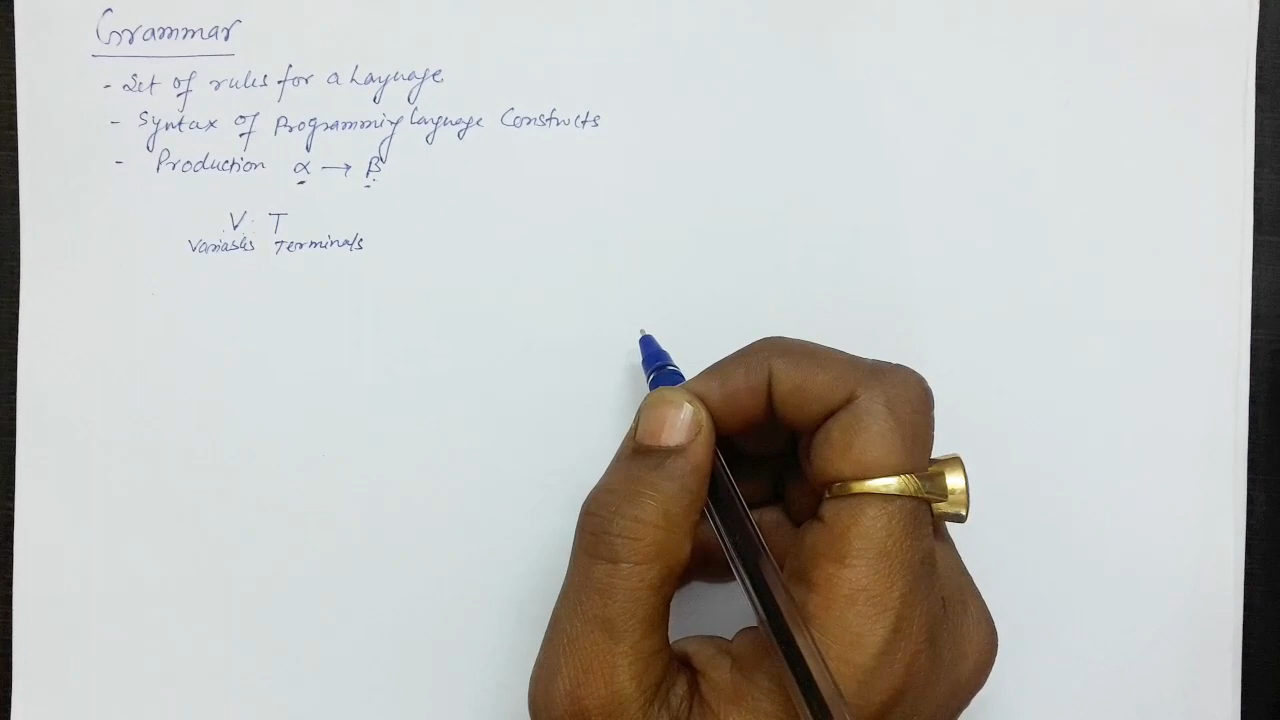 Grammar
- Set of rules for a Language
- Syntax of Programming Language Constructs
- Production α → β
V T
Variables Terminals